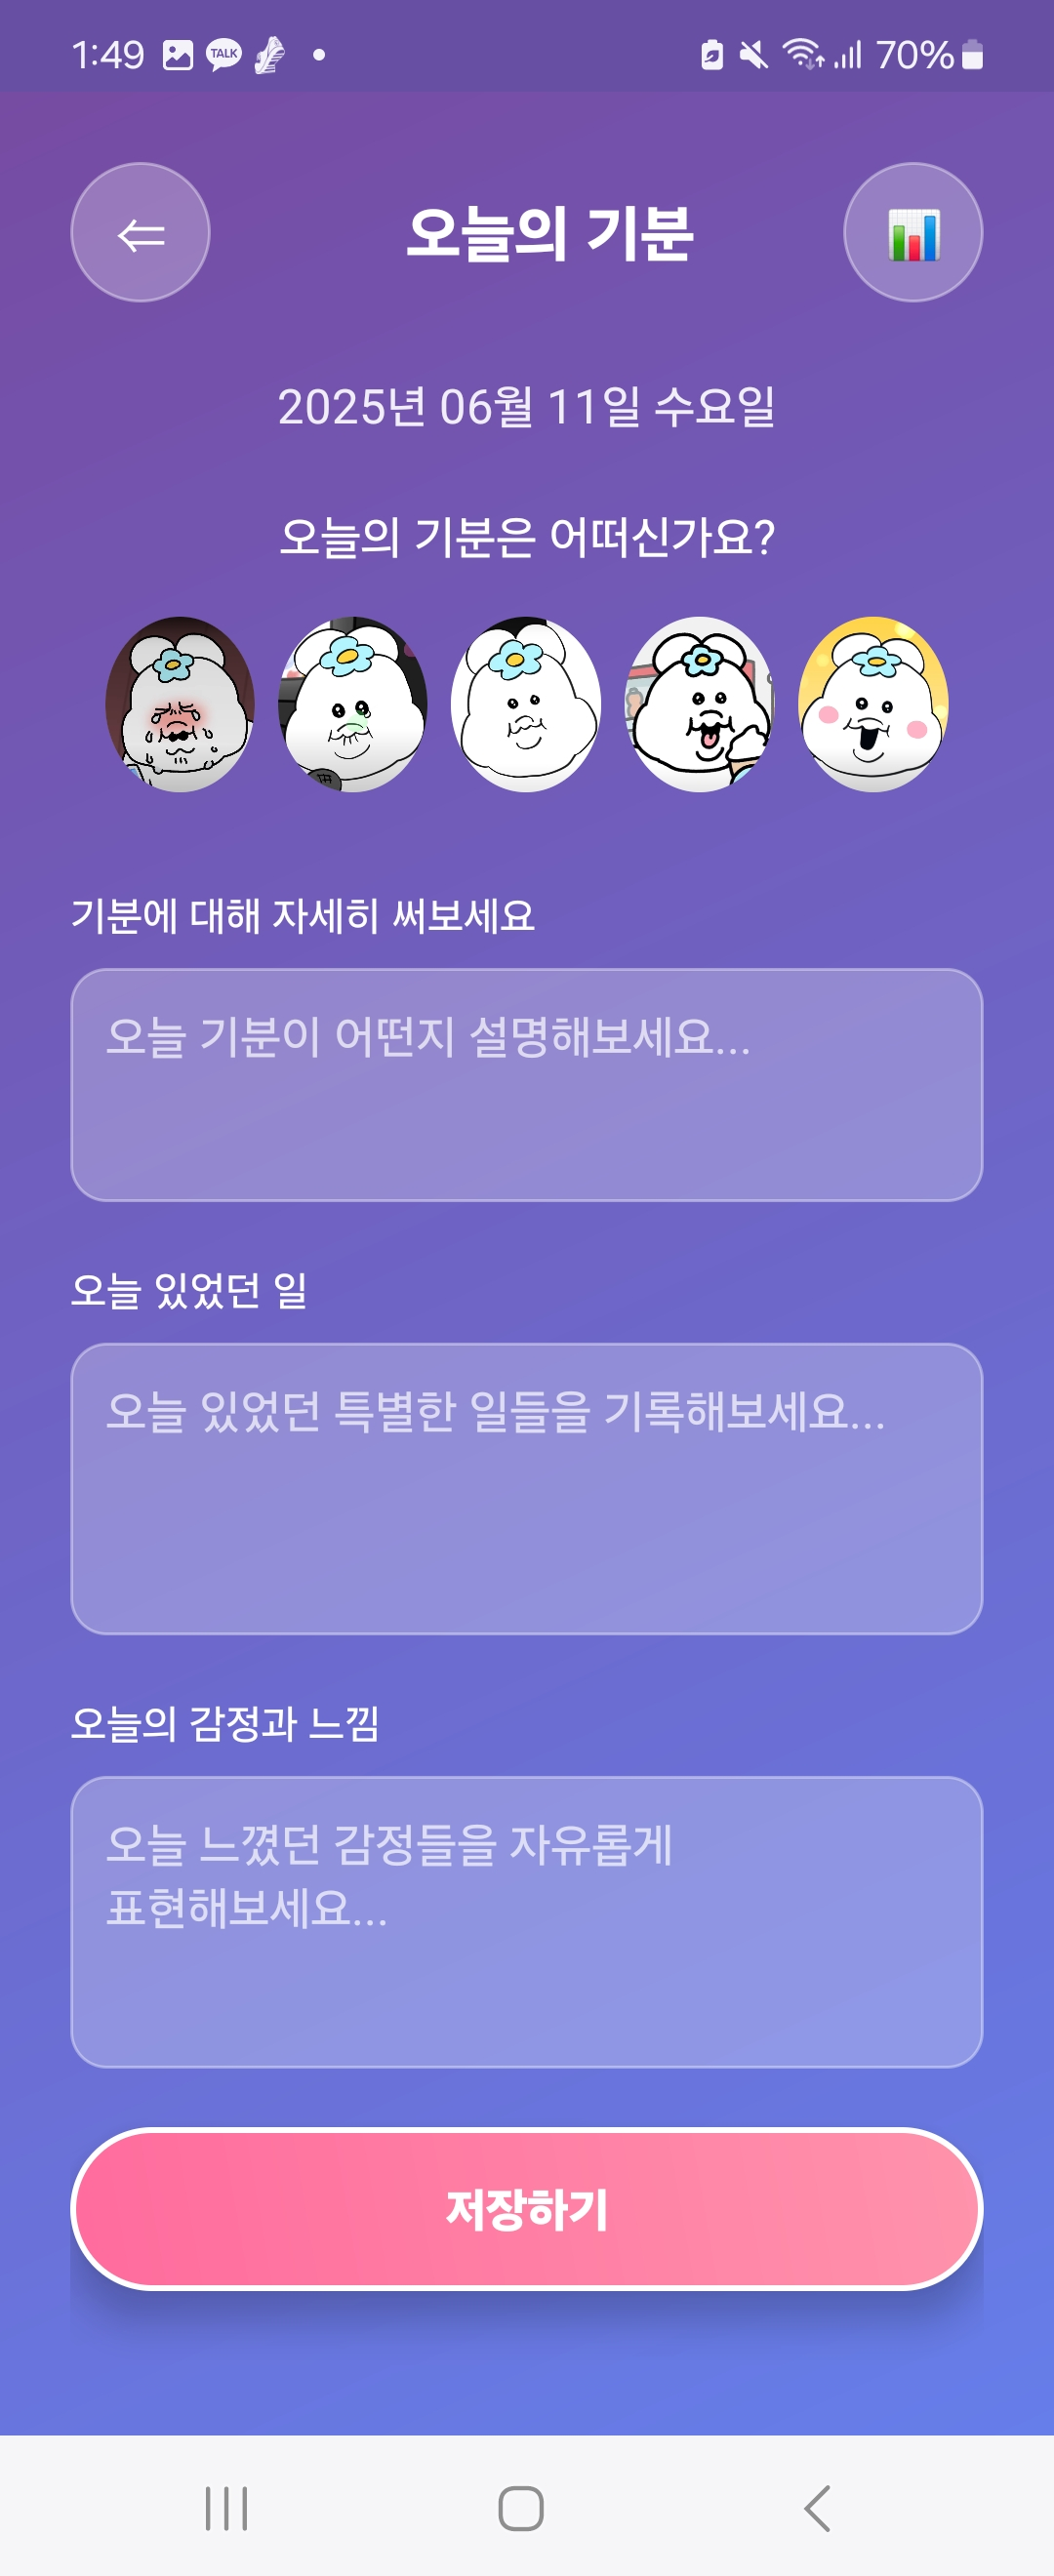 1:49 TALK 70%
오늘의 기분
2025년 06월 11일 수요일
오늘의 기분은 어떠신가요?
기분에 대해 자세히 써보세요
오늘 기분이 어떤지 설명해보세요...
오늘 있었던 일
오늘 있었던 특별한 일들을 기록해보세요...
오늘의 감정과 느낌
오늘 느꼈던 감정들을 자유롭게
표현해보세요...
저장하기